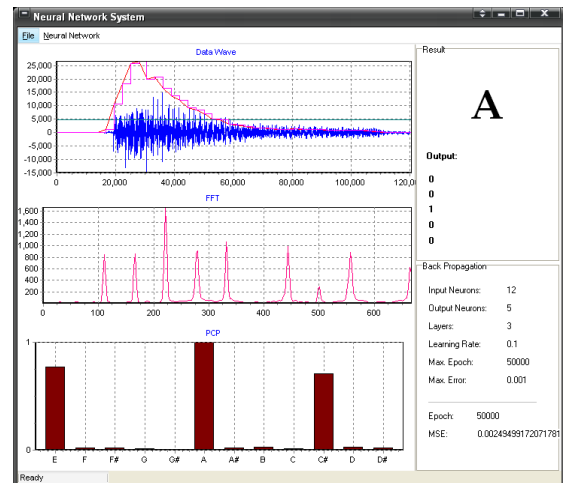 Neural Network System
File Neural Network
Data Wave
25,000
20,000
15,000
10,000
5,000
0
-5,000
-10,000
-15,000
0 20,000 40,000 60,000 80,000 100,000 120,0
FFT
1,600
1,400
1,200
1,000
800
600
400
200
0 100 200 300 400 500 600
PCP
1
0
E F F# G G# A A# B C C# D D#
Result
A
Output:
0
0
1
0
0
Back Propagation
Input Neurons: 12
Output Neurons: 5
Layers: 3
Learning Rate: 0.1
Max. Epoch: 50000
Max. Error: 0.001
Epoch: 50000
MSE: 0.00249499172071781
Ready